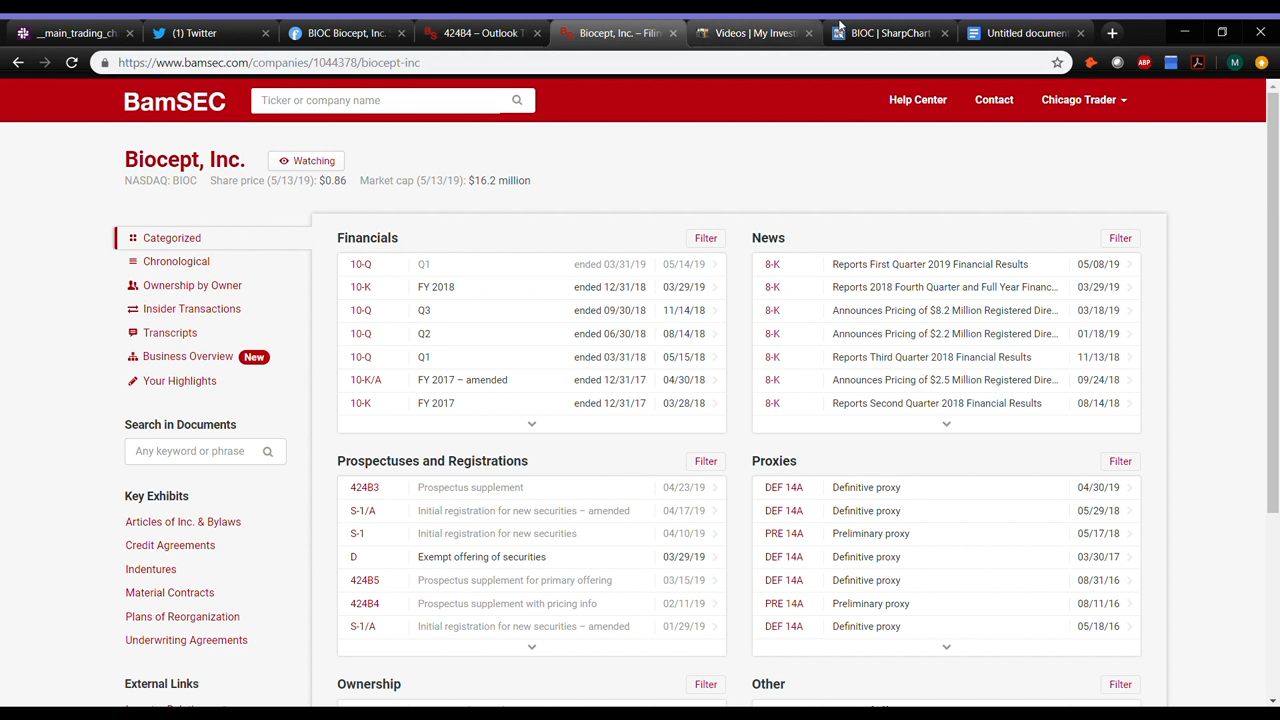 __main_trading_ch
(1) Twitter
BIOC Biocept, Inc.
424B4 – Outlook T
Biocept, Inc. – Filin
Videos | My Invest
BIOC | SharpChart
Untitled document
https://www.bamsec.com/companies/1044378/biocept-inc
ABP
M
BamSEC
Ticker or company name
Help Center
Contact
Chicago Trader
Biocept, Inc.
Watching
NASDAQ: BIOC Share price (5/13/19): $0.86 Market cap (5/13/19): $16.2 million
Categorized
Chronological
Ownership by Owner
Insider Transactions
Transcripts
Business Overview New
Your Highlights
Search in Documents
Any keyword or phrase
Key Exhibits
Articles of Inc. & Bylaws
Credit Agreements
Indentures
Material Contracts
Plans of Reorganization
Underwriting Agreements
External Links
Financials Filter
10-Q Q1 ended 03/31/19 05/14/19
10-K FY 2018 ended 12/31/18 03/29/19
10-Q Q3 ended 09/30/18 11/14/18
10-Q Q2 ended 06/30/18 08/14/18
10-Q Q1 ended 03/31/18 05/15/18
10-K/A FY 2017 – amended ended 12/31/17 04/30/18
10-K FY 2017 ended 12/31/17 03/28/18
News Filter
8-K Reports First Quarter 2019 Financial Results 05/08/19
8-K Reports 2018 Fourth Quarter and Full Year Financ... 03/29/19
8-K Announces Pricing of $8.2 Million Registered Dire... 03/18/19
8-K Announces Pricing of $2.2 Million Registered Dire... 01/18/19
8-K Reports Third Quarter 2018 Financial Results 11/13/18
8-K Announces Pricing of $2.5 Million Registered Dire... 09/24/18
8-K Reports Second Quarter 2018 Financial Results 08/14/18
Prospectuses and Registrations Filter
424B3 Prospectus supplement 04/23/19
S-1/A Initial registration for new securities – amended 04/17/19
S-1 Initial registration for new securities 04/10/19
D Exempt offering of securities 03/29/19
424B5 Prospectus supplement for primary offering 03/15/19
424B4 Prospectus supplement with pricing info 02/11/19
S-1/A Initial registration for new securities – amended 01/29/19
Proxies Filter
DEF 14A Definitive proxy 04/30/19
DEF 14A Definitive proxy 05/29/18
PRE 14A Preliminary proxy 05/17/18
DEF 14A Definitive proxy 03/30/17
DEF 14A Definitive proxy 08/31/16
PRE 14A Preliminary proxy 08/11/16
DEF 14A Definitive proxy 05/18/16
Ownership Filter
Other Filter